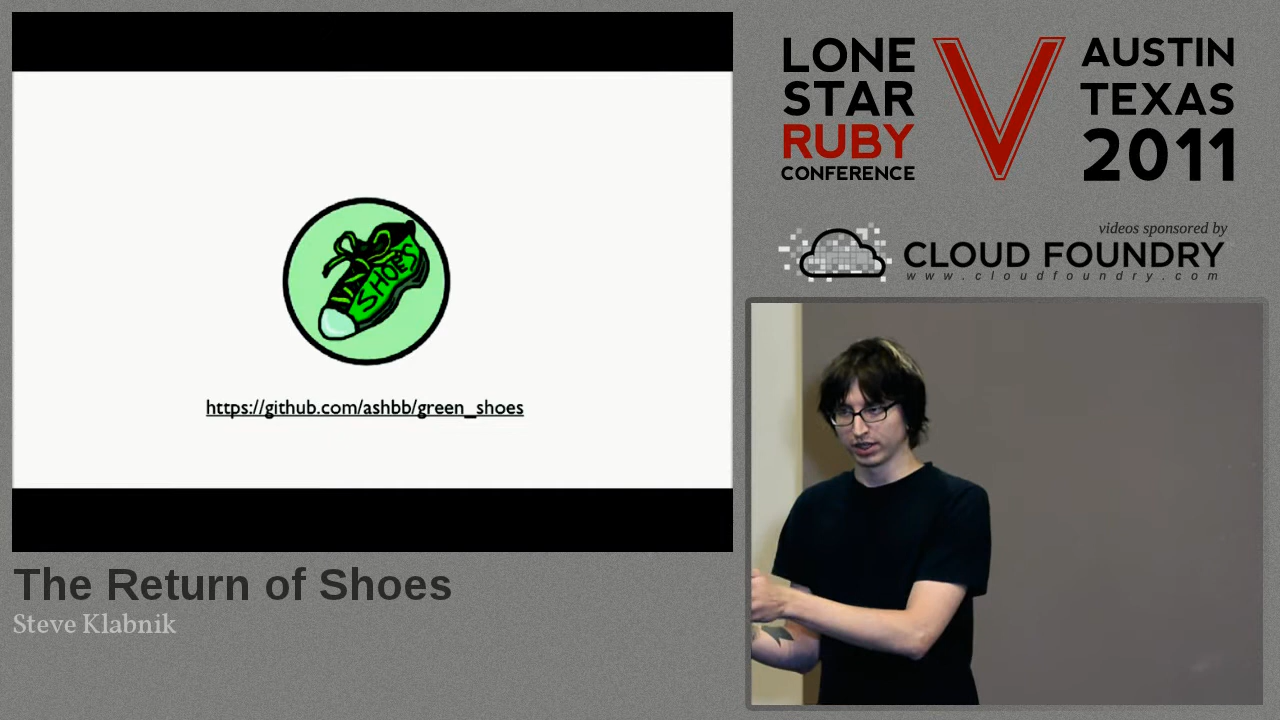 SHOES
https://github.com/ashbb/green_shoes
LONE
STAR
RUBY
CONFERENCE
V
AUSTIN
TEXAS
2011
videos sponsored by
CLOUD FOUNDRY
www.cloudfoundry.com
The Return of Shoes
Steve Klabnik